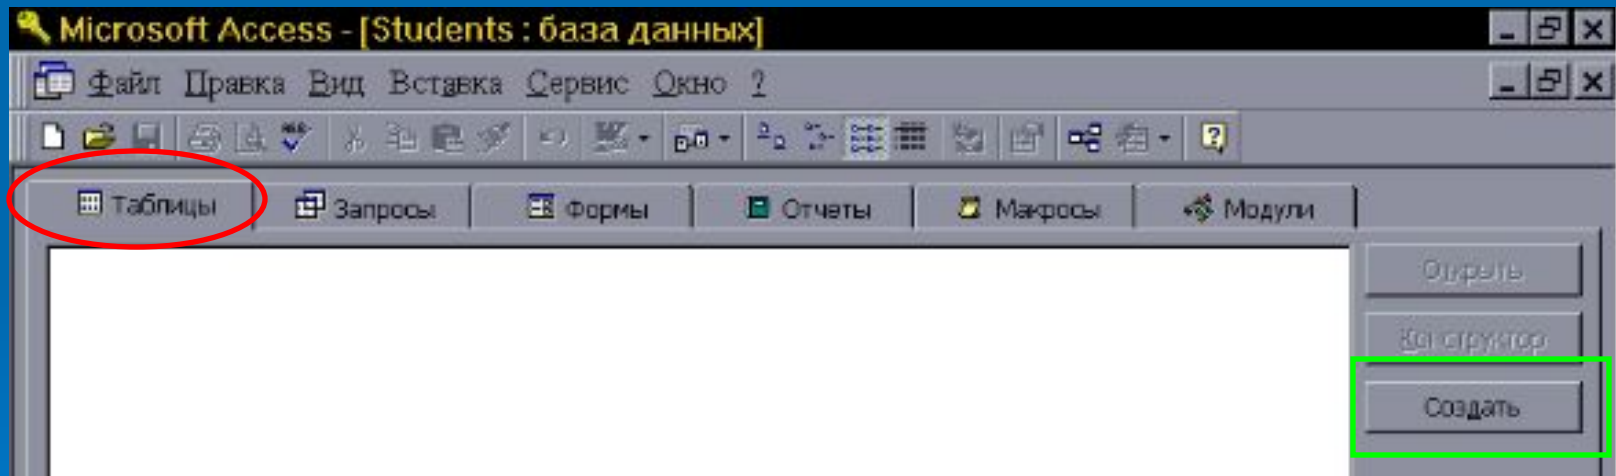 Microsoft Access - [Students : база данных]
Файл Правка Вид Вставка Сервис Окно ?
Таблицы Запросы Формы Отчеты Макросы Модули
Открыть
Конструктор
Создать